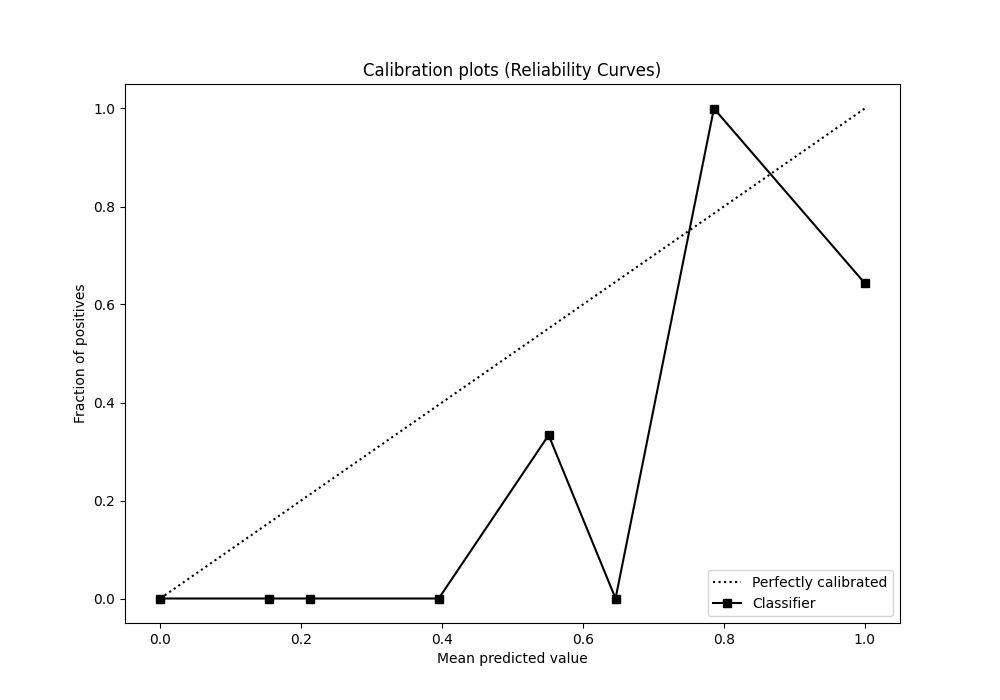 Calibration plots (Reliability Curves)
1.0
0.8
0.6
0.4
0.2
0.0
Fraction of positives
0.0 0.2 0.4 0.6 0.8 1.0
Mean predicted value
Perfectly calibrated
Classifier